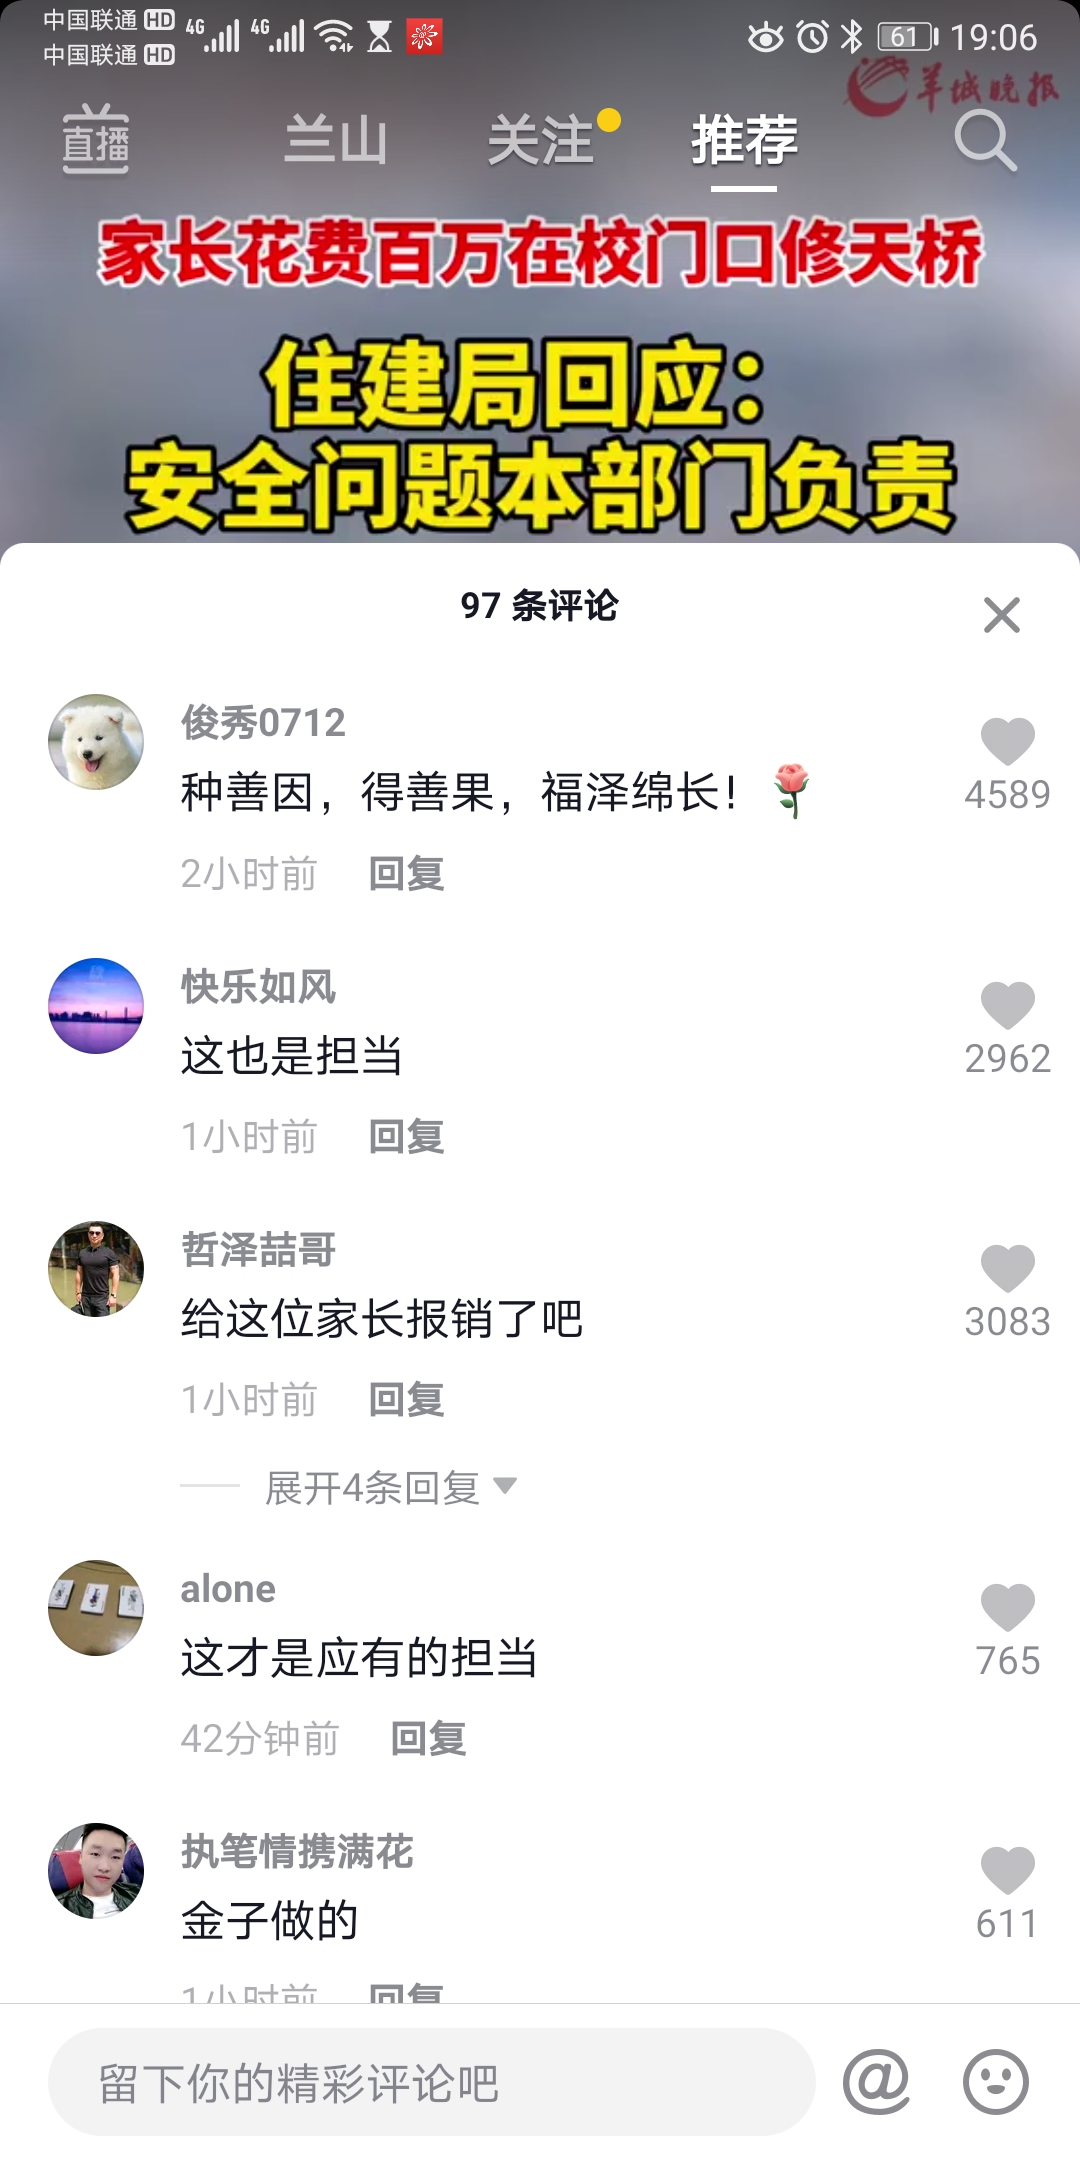 中国联通 HD 4G 4G 61 19:06
中国联通 HD
羊城晚报
直播 兰山 关注 推荐
家长花费百万在校门口修天桥
住建局回应：
安全问题本部门负责
97 条评论
俊秀0712
种善因，得善果，福泽绵长！🌹
4589
2小时前 回复
快乐如风
这也是担当
2962
1小时前 回复
哲泽喆哥
给这位家长报销了吧
3083
1小时前 回复
展开4条回复
alone
这才是应有的担当
765
42分钟前 回复
执笔情携满花
金子做的
611
1小时前 回复
留下你的精彩评论吧 @